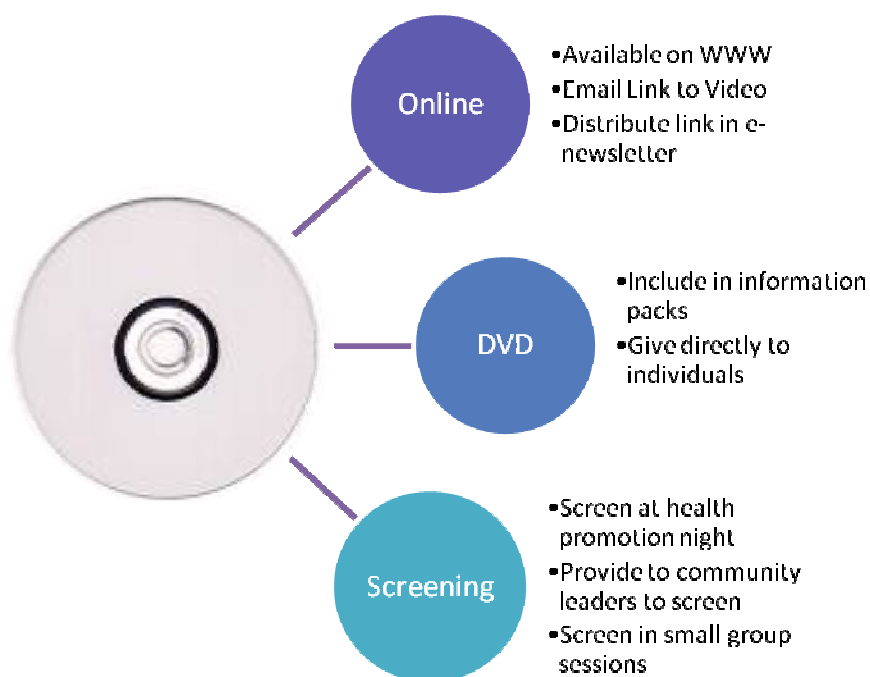 Online
•Available on WWW
•Email Link to Video
•Distribute link in e-
newsletter
DVD
•Include in information
packs
•Give directly to
individuals
Screening
•Screen at health
promotion night
•Provide to community
leaders to screen
•Screen in small group
sessions